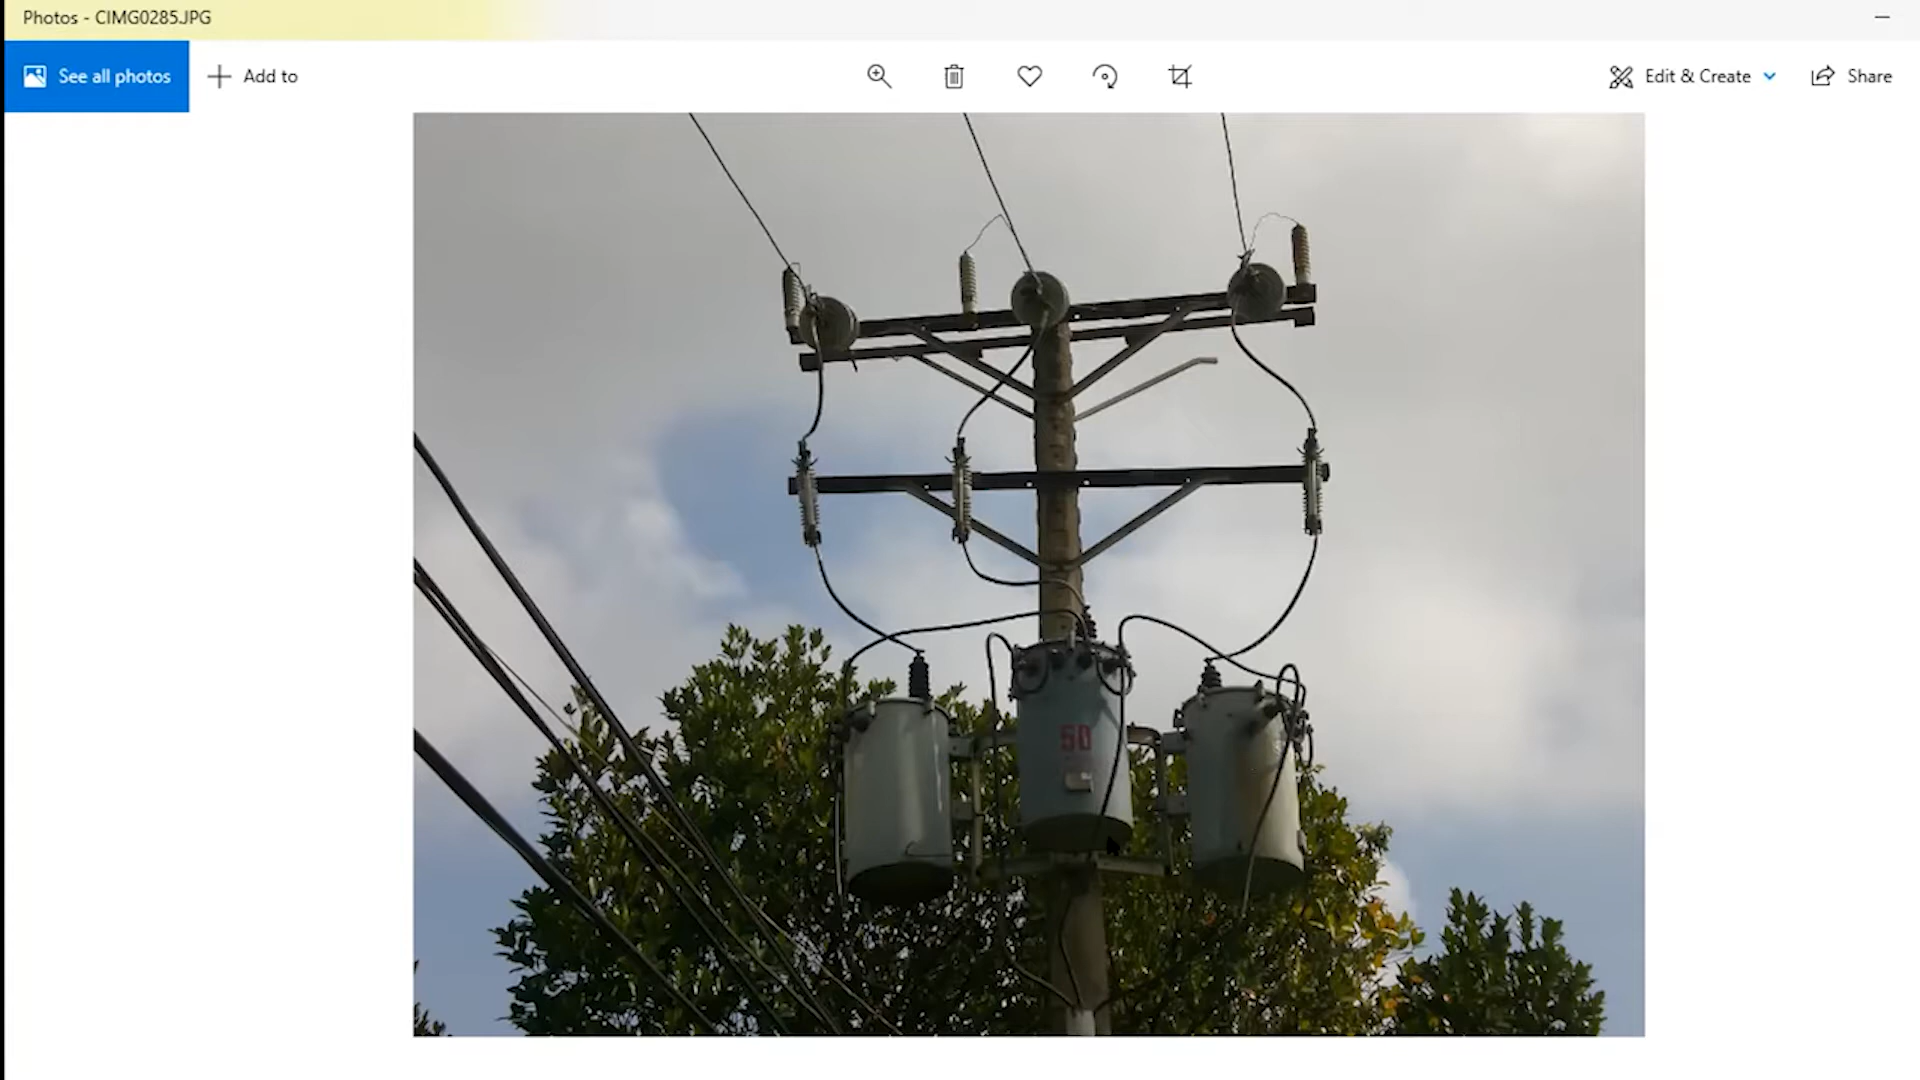 Photos - CIMG0285.JPG
See all photos
Add to
Edit & Create
Share
50